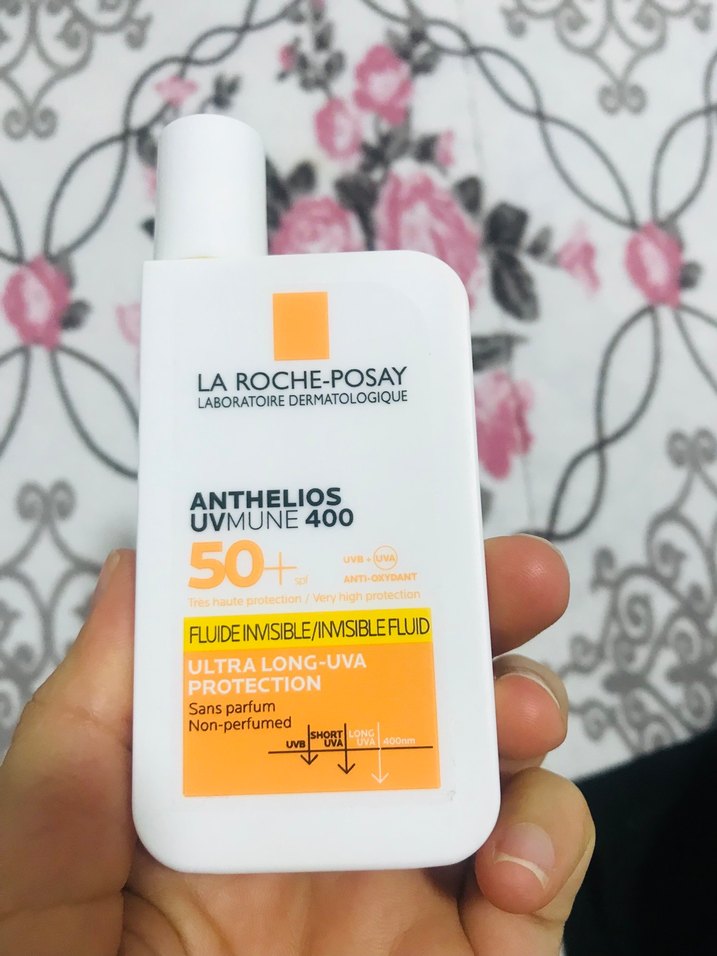 LA ROCHE-POSAY
LABORATOIRE DERMATOLOGIQUE
ANTHELIOS
UVMUNE 400
50+ spf
UVB + UVA
ANTI-OXYDANT
Très haute protection / Very high protection
FLUIDE INVISIBLE/INVISIBLE FLUID
ULTRA LONG-UVA
PROTECTION
Sans parfum
Non-perfumed
UVB
SHORT UVA
LONG UVA
400nm